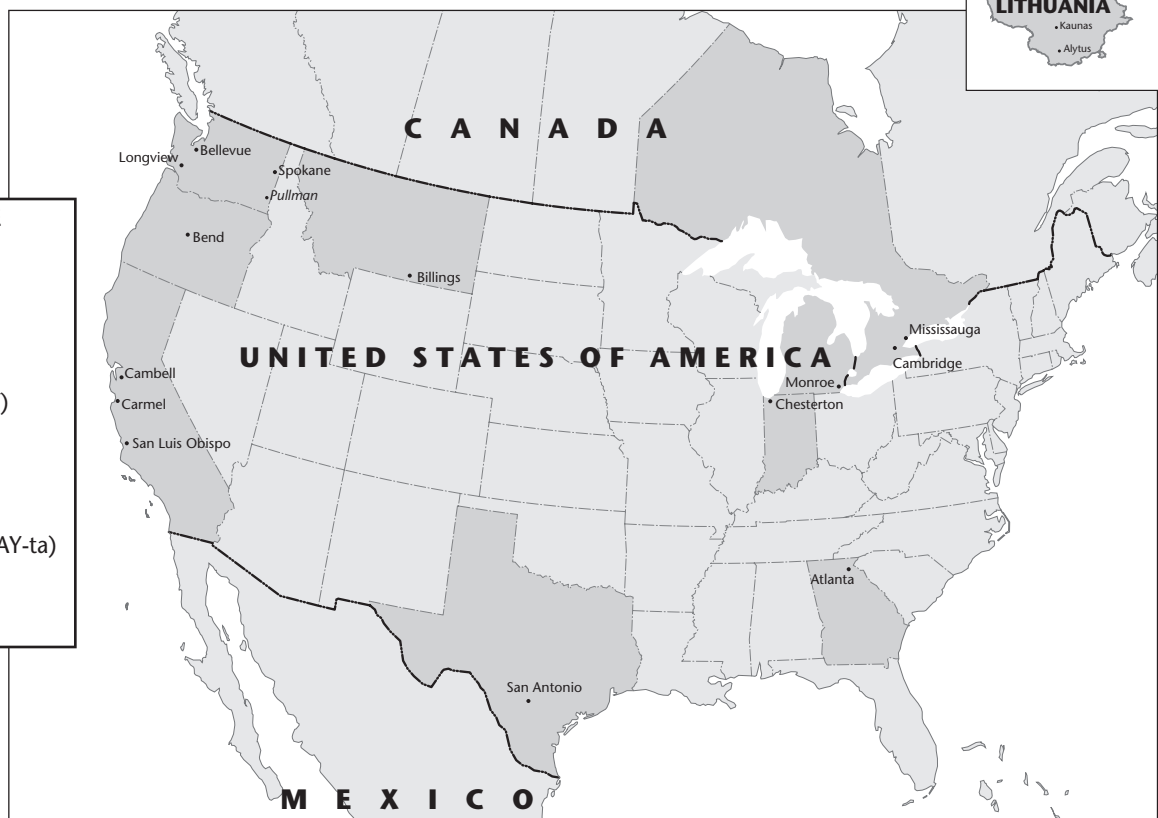 LITHUANIA
Kaunas
Alytus
CANADA
Longview
Bellevue
Spokane
Pullman
Bend
Billings
UNITED STATES OF AMERICA
Mississauga
Cambridge
Monroe
Chesterton
Cambell
Carmel
San Luis Obispo
)
AY-ta)
Atlanta
San Antonio
MEXICO